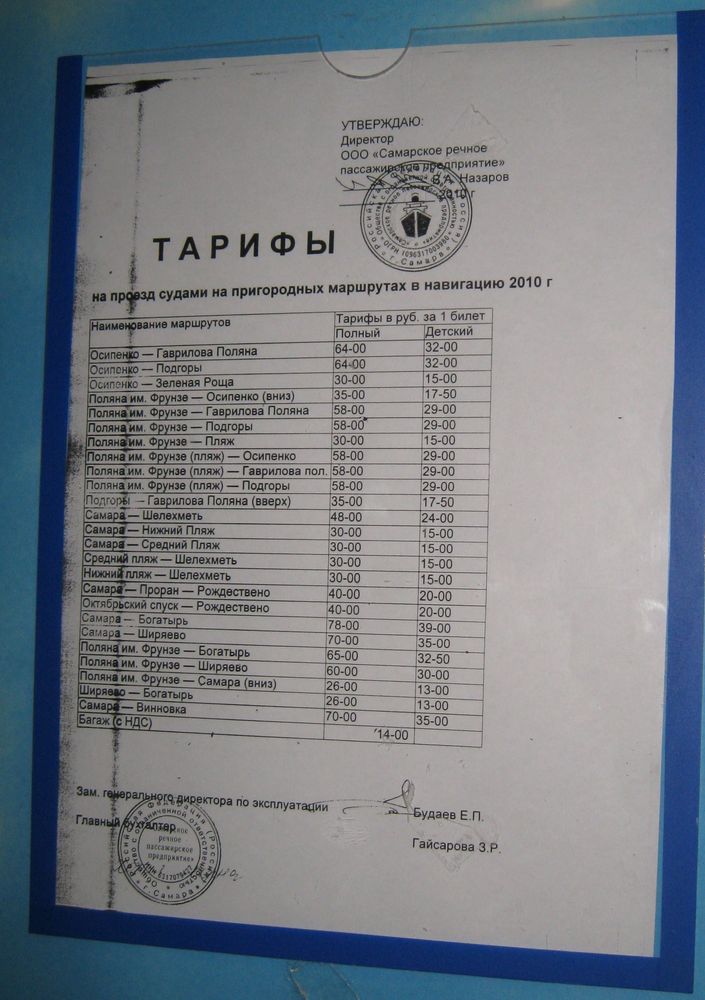 УТВЕРЖДАЮ:
Директор
ООО «Самарское речное
пассажирское предприятие»
В.А. Назаров
2010 г
ТАРИФЫ
на проезд судами на пригородных маршрутах в навигацию 2010 г
Наименование маршрутов Тарифы в руб. за 1 билет
Полный Детский
Осипенко — Гаврилова Поляна 64-00 32-00
Осипенко — Подгоры 64-00 32-00
Осипенко — Зеленая Роща 30-00 15-00
Поляна им. Фрунзе — Осипенко (вниз) 35-00 17-50
Поляна им. Фрунзе — Гаврилова Поляна 58-00 29-00
Поляна им. Фрунзе — Подгоры 58-00 29-00
Поляна им. Фрунзе — Пляж 30-00 15-00
Поляна им. Фрунзе (пляж) — Осипенко 58-00 29-00
Поляна им. Фрунзе (пляж) — Гаврилова пол. 58-00 29-00
Поляна им. Фрунзе (пляж) — Подгоры 58-00 29-00
Подгоры — Гаврилова Поляна (вверх) 35-00 17-50
Самара — Шелехметь 48-00 24-00
Самара — Нижний Пляж 30-00 15-00
Самара — Средний Пляж 30-00 15-00
Средний пляж — Шелехметь 30-00 15-00
Нижний пляж — Шелехметь 30-00 15-00
Самара — Проран — Рождествено 40-00 20-00
Октябрьский спуск — Рождествено 40-00 20-00
Самара — Богатырь 78-00 39-00
Самара — Ширяево 70-00 35-00
Поляна им. Фрунзе — Богатырь 65-00 32-50
Поляна им. Фрунзе — Ширяево 60-00 30-00
Поляна им. Фрунзе — Самара (вниз) 26-00 13-00
Ширяево — Богатырь 26-00 13-00
Самара — Винновка 70-00 35-00
Багаж (с НДС) 14-00
Зам. генерального директора по эксплуатации Будаев Е.П.
Главный бухгалтер Гайсарова З.Р.
речное
пассажирское
предприятие»
г. Самара